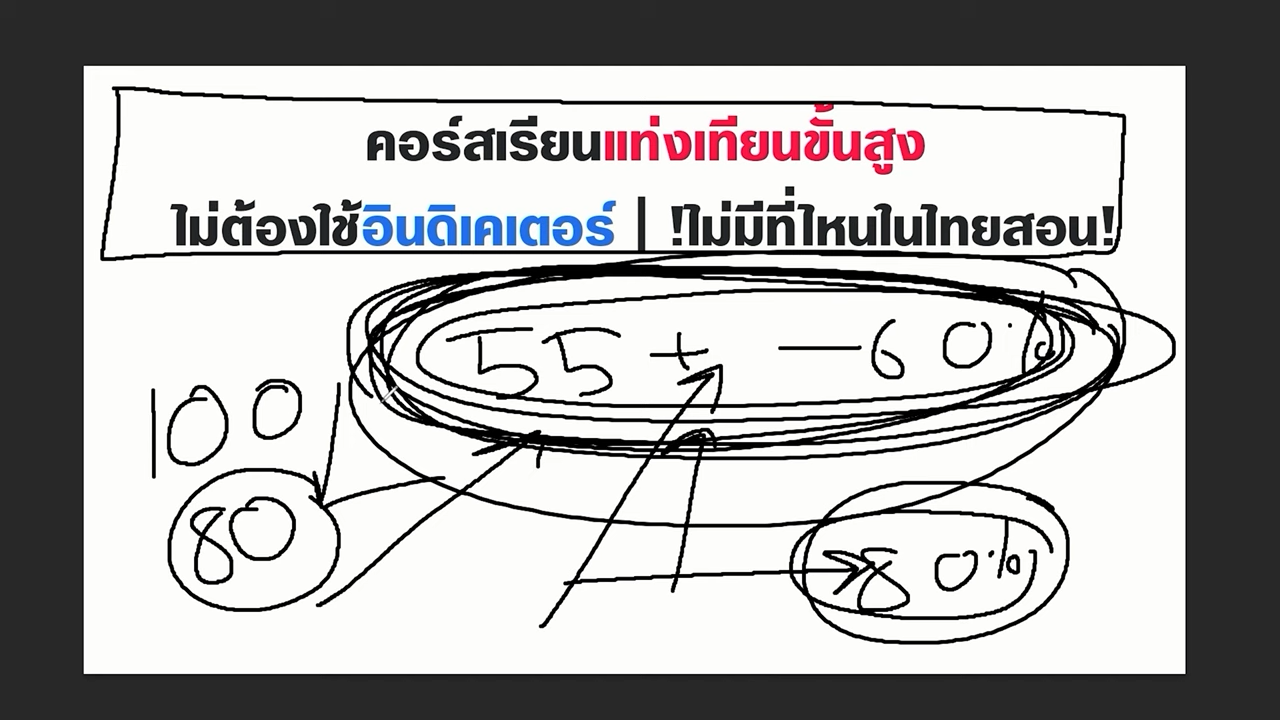 คอร์สเรียนแท่งเทียนขั้นสูง
ไม่ต้องใช้อินดิเคเตอร์ | !ไม่มีที่ไหนในไทยสอน!
55+ — 60%
100
80
80%